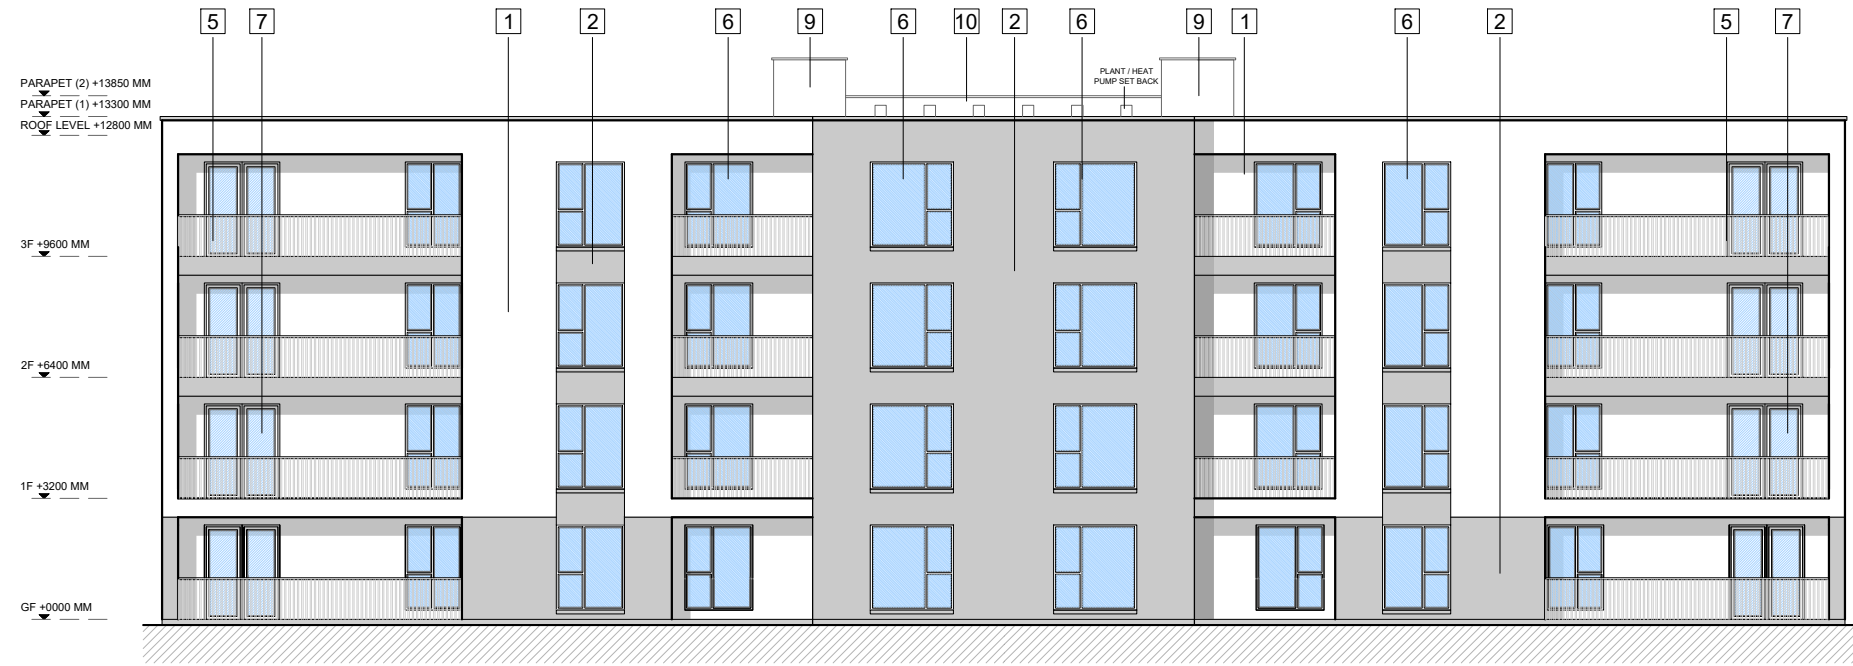 5 7 1 2 6 9 6 10 2 6 9 1 6 2 5 7
PLANT / HEAT
PUMP SET BACK
PARAPET (2) +13850 MM
PARAPET (1) +13300 MM
ROOF LEVEL +12800 MM
3F +9600 MM
2F +6400 MM
1F +3200 MM
GF +0000 MM